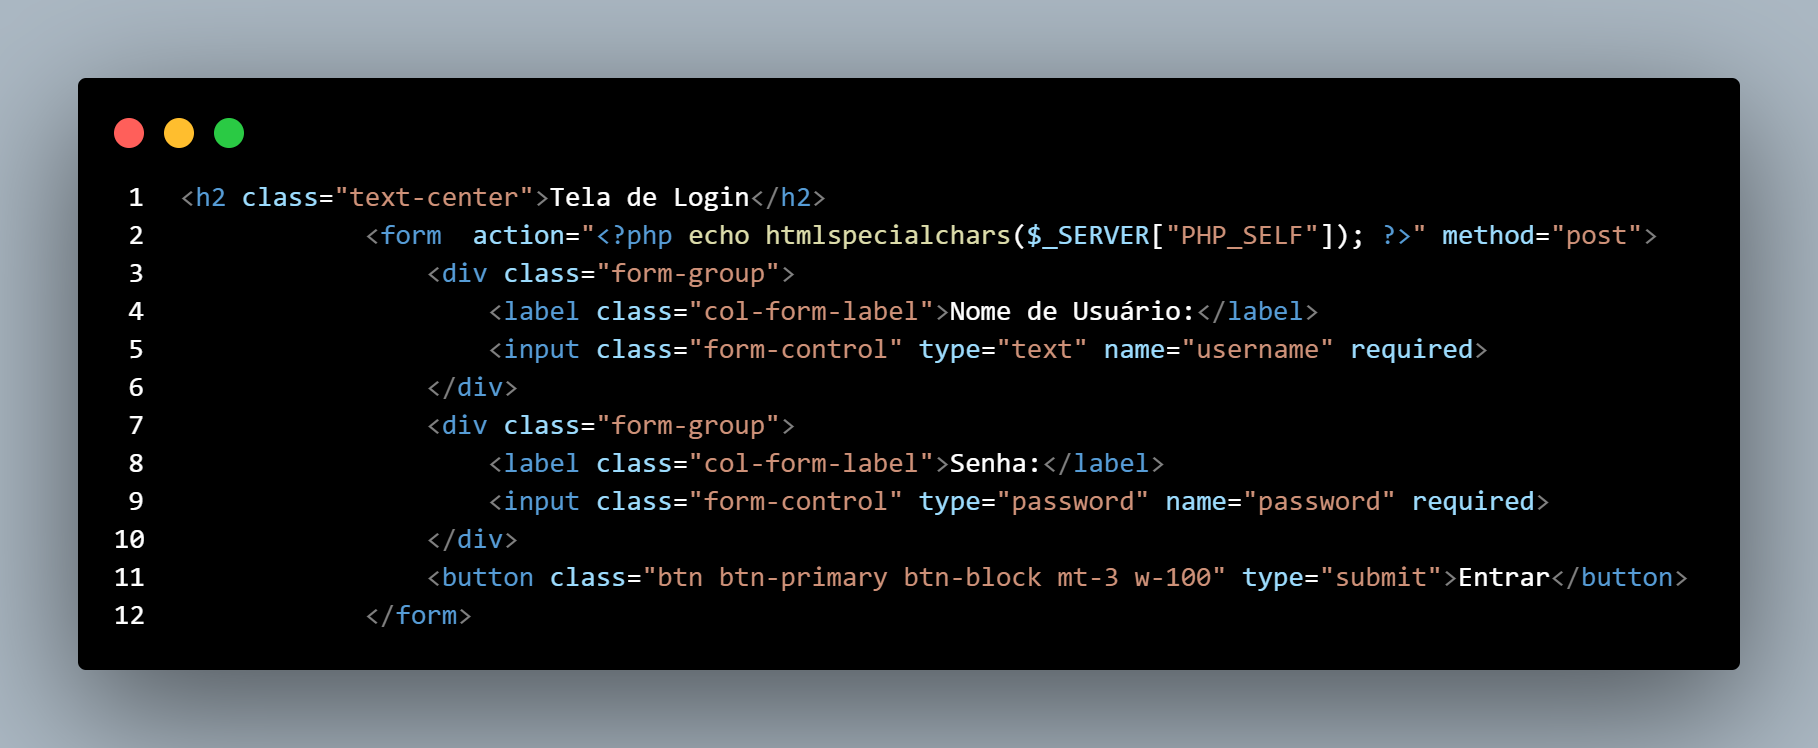 1 <h2 class="text-center">Tela de Login</h2>
2             <form  action="<?php echo htmlspecialchars($_SERVER["PHP_SELF"]); ?>" method="post">
3                 <div class="form-group">
4                     <label class="col-form-label">Nome de Usuário:</label>
5                     <input class="form-control" type="text" name="username" required>
6                 </div>
7                 <div class="form-group">
8                     <label class="col-form-label">Senha:</label>
9                     <input class="form-control" type="password" name="password" required>
10                 </div>
11                 <button class="btn btn-primary btn-block mt-3 w-100" type="submit">Entrar</button>
12             </form>